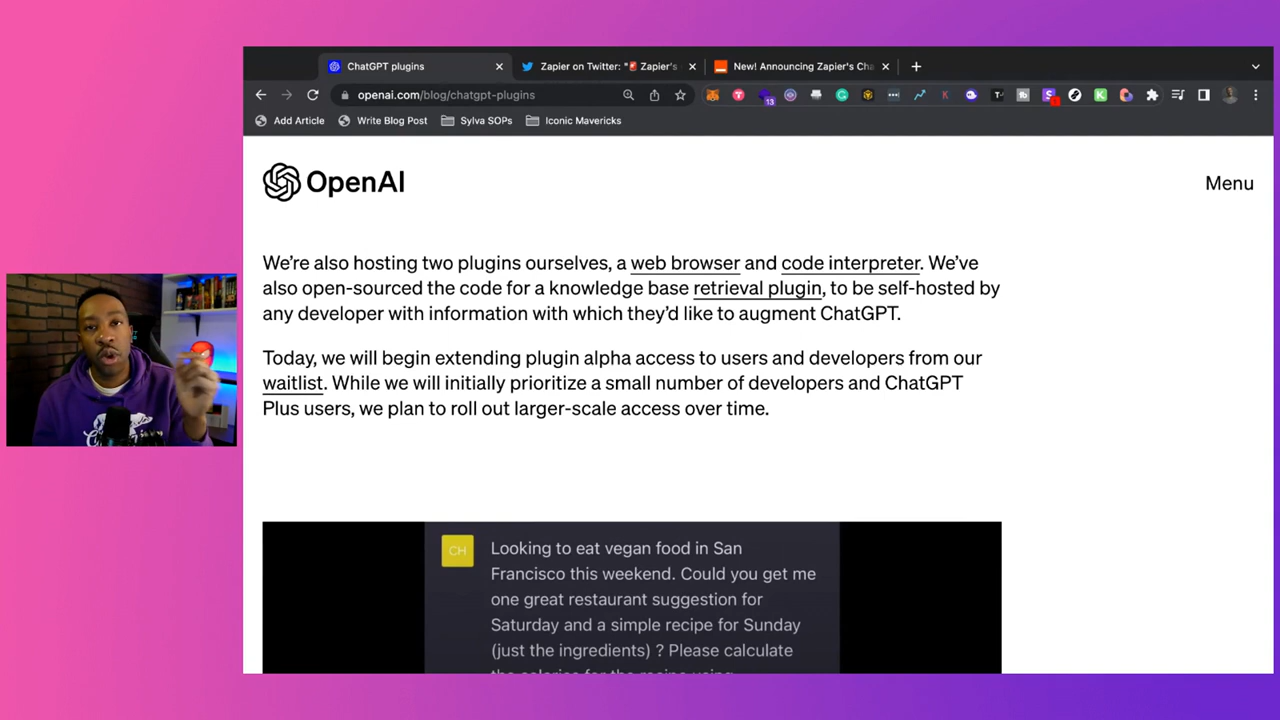 ChatGPT plugins
Zapier on Twitter: "🚨 Zapier's
New! Announcing Zapier's Cha
openai.com/blog/chatgpt-plugins
13
Add Article
Write Blog Post
Sylva SOPs
Iconic Mavericks
OpenAI
Menu
We're also hosting two plugins ourselves, a web browser and code interpreter. We've
also open-sourced the code for a knowledge base retrieval plugin, to be self-hosted by
any developer with information with which they'd like to augment ChatGPT.
Today, we will begin extending plugin alpha access to users and developers from our
waitlist. While we will initially prioritize a small number of developers and ChatGPT
Plus users, we plan to roll out larger-scale access over time.
CH
Looking to eat vegan food in San
Francisco this weekend. Could you get me
one great restaurant suggestion for
Saturday and a simple recipe for Sunday
(just the ingredients) ? Please calculate